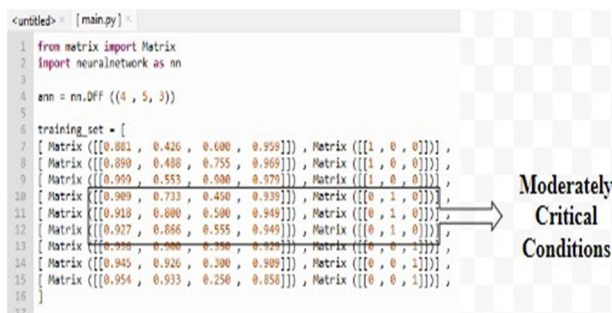 <untitled> × [ main.py ] ×
1 from matrix import Matrix
2 import neuralnetwork as nn
3
4 ann = nn.DFF ((4 , 5, 3))
5
6 training_set = [
7 [ Matrix ([[0.881 , 0.426 , 0.600 , 0.959]]) , Matrix ([[1 , 0 , 0]])] ,
8 [ Matrix ([[0.890 , 0.488 , 0.755 , 0.969]]) , Matrix ([[1 , 0 , 0]])] ,
9 [ Matrix ([[0.999 , 0.553 , 0.900 , 0.979]]) , Matrix ([[1 , 0 , 0]])] ,
10 [ Matrix ([[0.909 , 0.733 , 0.450 , 0.939]]) , Matrix ([[0 , 1 , 0]])] ,
11 [ Matrix ([[0.918 , 0.800 , 0.500 , 0.949]]) , Matrix ([[0 , 1 , 0]])] ,
12 [ Matrix ([[0.927 , 0.866 , 0.555 , 0.949]]) , Matrix ([[0 , 1 , 0]])] ,
13 [ Matrix , Matrix ([[0 , 0 , 1]])] ,
14 [ Matrix ([[0.945 , 0.926 , 0.300 , 0.909]]) , Matrix ([[0 , 0 , 1]])] ,
15 [ Matrix ([[0.954 , 0.933 , 0.250 , 0.858]]) , Matrix ([[0 , 0 , 1]])] ,
16 ]
17
Moderately
Critical
Conditions